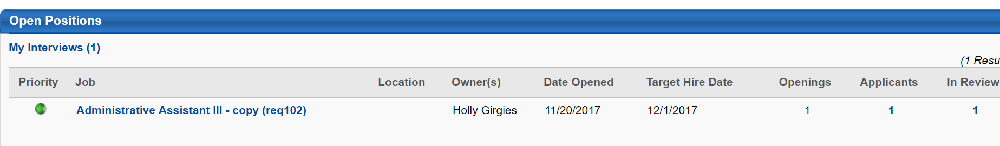 Open Positions
My Interviews (1)
(1 Resu
Priority Job Location Owner(s) Date Opened Target Hire Date Openings Applicants In Review
Administrative Assistant III - copy (req102) Holly Girgies 11/20/2017 12/1/2017 1 1 1